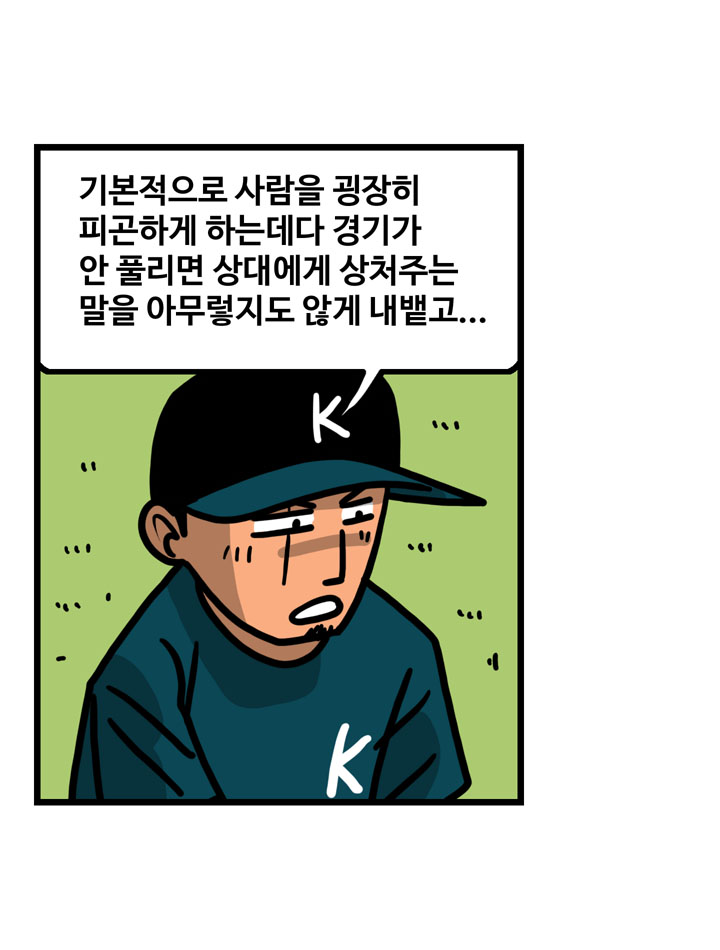 기본적으로 사람을 굉장히
피곤하게 하는데다 경기가
안 풀리면 상대에게 상처주는
말을 아무렇지도 않게 내뱉고...
K
K